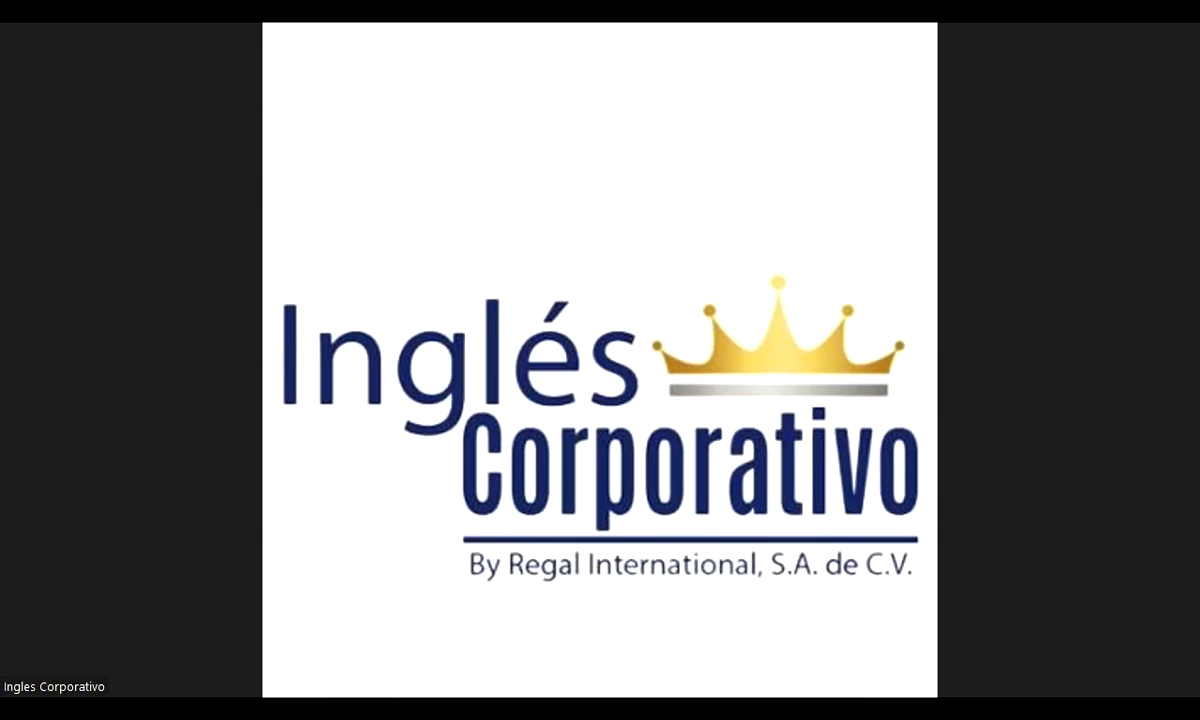 Inglés
Corporativo
By Regal International, S.A. de C.V.
Ingles Corporativo